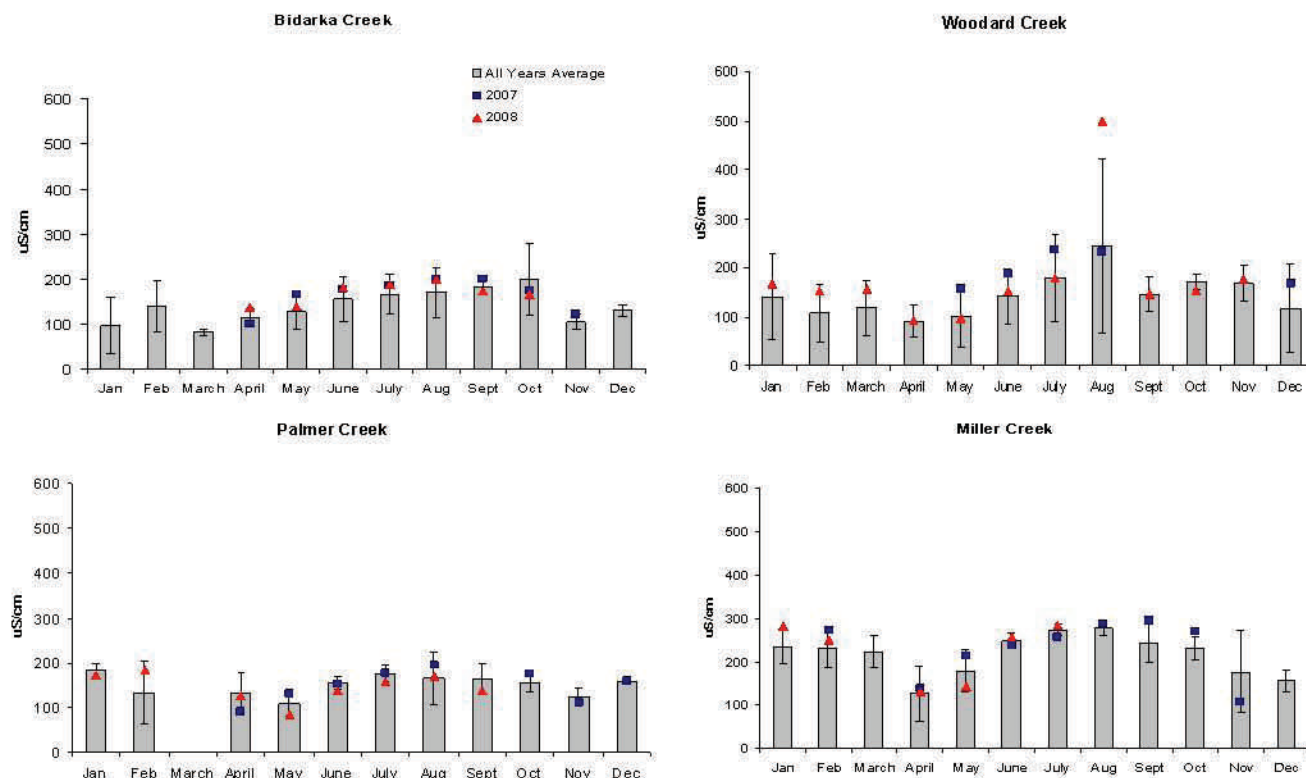 Bidarka Creek
All Years Average
2007
2008
600
500
400
300
200
100
0
uS/cm
Jan Feb March April May June July Aug Sept Oct Nov Dec
Woodard Creek
600
500
400
300
200
100
0
uS/cm
Jan Feb March April May June July Aug Sept Oct Nov Dec
Palmer Creek
600
500
400
300
200
100
0
uS/cm
Jan Feb March April May June July Aug Sept Oct Nov Dec
Miller Creek
600
500
400
300
200
100
0
uS/cm
Jan Feb March April May June July Aug Sept Oct Nov Dec